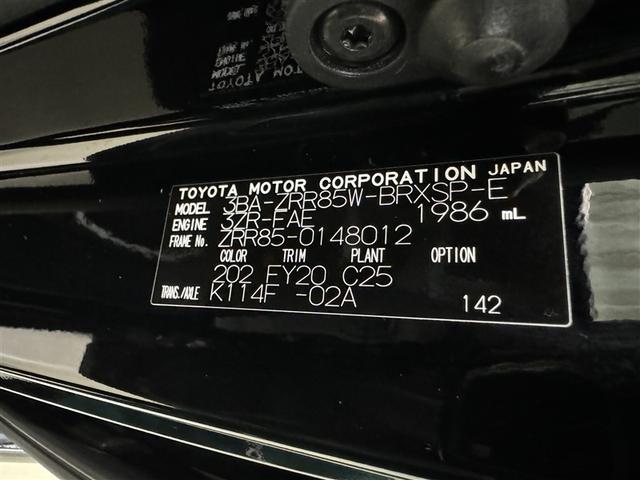 TOYOTA MOTOR CORPORATION JAPAN
MODEL 3BA-ZRR85W-BRXSP-E
ENGINE 3ZR-FAE 1986 mL
FRANE No. ZRR85-0148012
COLOR TRIM PLANT OPTION
202 FY20 C25
TRANS./AXLE K114F -02A 142